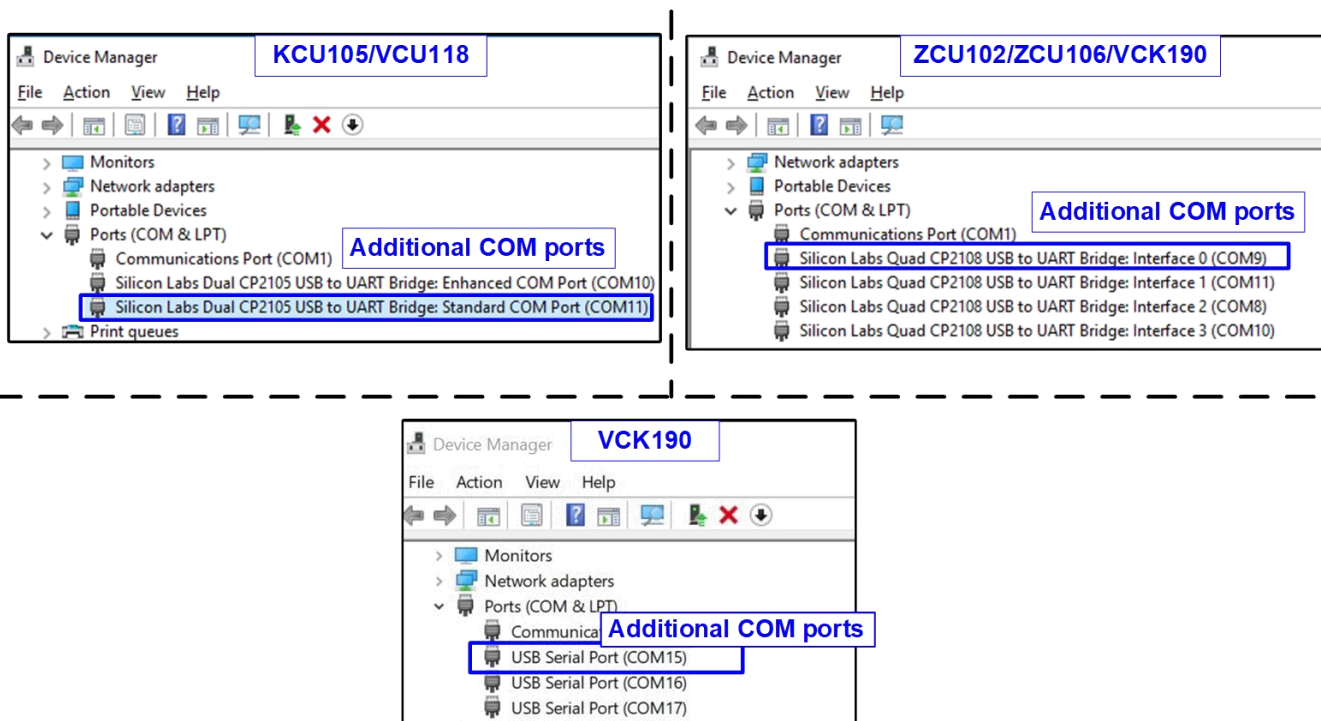 Device Manager
KCU105/VCU118
File Action View Help
Monitors
Network adapters
Portable Devices
Ports (COM & LPT)
Additional COM ports
Communications Port (COM1)
Silicon Labs Dual CP2105 USB to UART Bridge: Enhanced COM Port (COM10)
Silicon Labs Dual CP2105 USB to UART Bridge: Standard COM Port (COM11)
Print queues
Device Manager
ZCU102/ZCU106/VCK190
File Action View Help
Network adapters
Portable Devices
Ports (COM & LPT)
Additional COM ports
Communications Port (COM1)
Silicon Labs Quad CP2108 USB to UART Bridge: Interface 0 (COM9)
Silicon Labs Quad CP2108 USB to UART Bridge: Interface 1 (COM11)
Silicon Labs Quad CP2108 USB to UART Bridge: Interface 2 (COM8)
Silicon Labs Quad CP2108 USB to UART Bridge: Interface 3 (COM10)
Device Manager
VCK190
File Action View Help
Monitors
Network adapters
Ports (COM & LPT)
Additional COM ports
USB Serial Port (COM15)
USB Serial Port (COM16)
USB Serial Port (COM17)